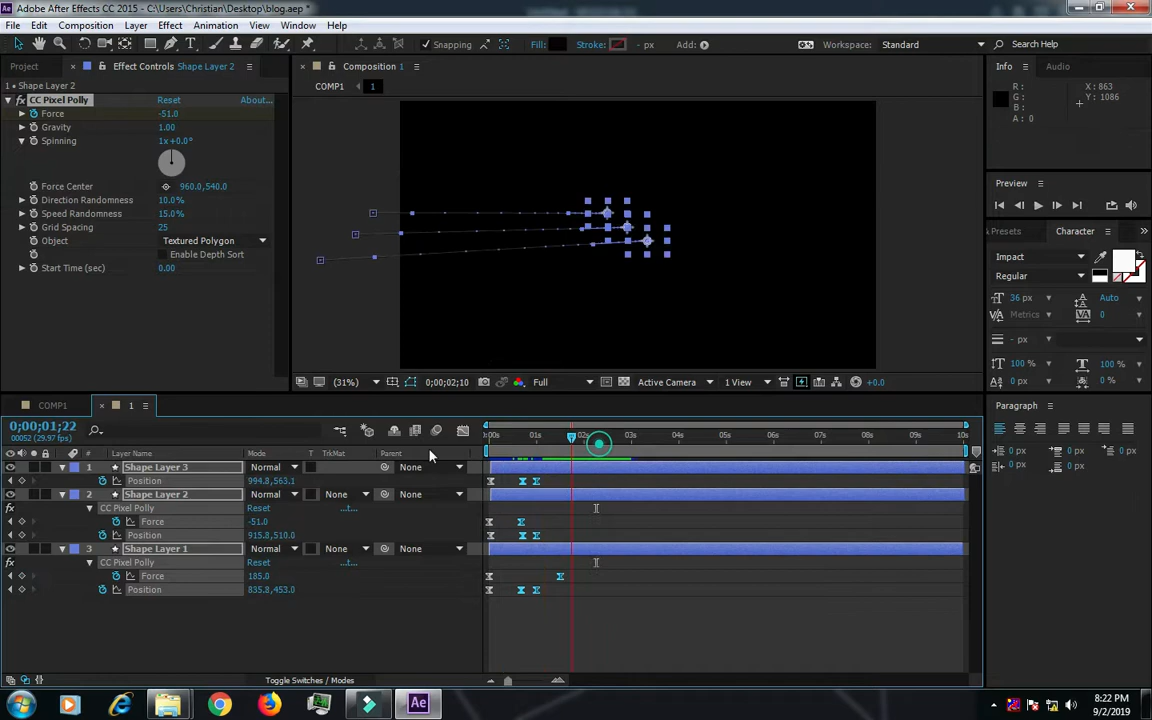 Adobe After Effects CC 2015 - C:\Users\Christian\Desktop\blog.aep *
File Edit Composition Layer Effect Animation View Window Help
Snapping Fill: Stroke: - px Add: Workspace: Standard Search Help
Project Effect Controls Shape Layer 2
1 • Shape Layer 2
fx CC Pixel Polly Reset About...
Force -51.0
Gravity 1.00
Spinning 1x+0.0°
Force Center 960.0,540.0
Direction Randomness 10.0%
Speed Randomness 15.0%
Grid Spacing 25
Object Textured Polygon
Enable Depth Sort
Start Time (sec) 0.00
Composition 1
COMP1 1
(31%) 0;00;02;10 Full Active Camera 1 View +0.0
Info Audio
R: X: 863
G: Y: 1086
B:
A: 0
Preview
Presets Character
Impact
Regular
36 px Auto
Metrics 0
- px
100 % 100 %
0 px 0 %
Paragraph
0 px 0 px 0 px
0 px 0 px
COMP1 1
0;00;01;22
00052 (29.97 fps)
# Layer Name Mode T TrkMat Parent
0:00s 01s 02s 03s 04s 05s 06s 07s 08s 09s 10s
1 Shape Layer 3 Normal None
Position 994.8,563.1
2 Shape Layer 2 Normal None None
CC Pixel Polly Reset ...t...
Force -51.0
Position 915.8,510.0
3 Shape Layer 1 Normal None None
CC Pixel Polly Reset ...t...
Force 185.0
Position 835.8,453.0
Toggle Switches / Modes
Ae
8:22 PM
9/2/2019